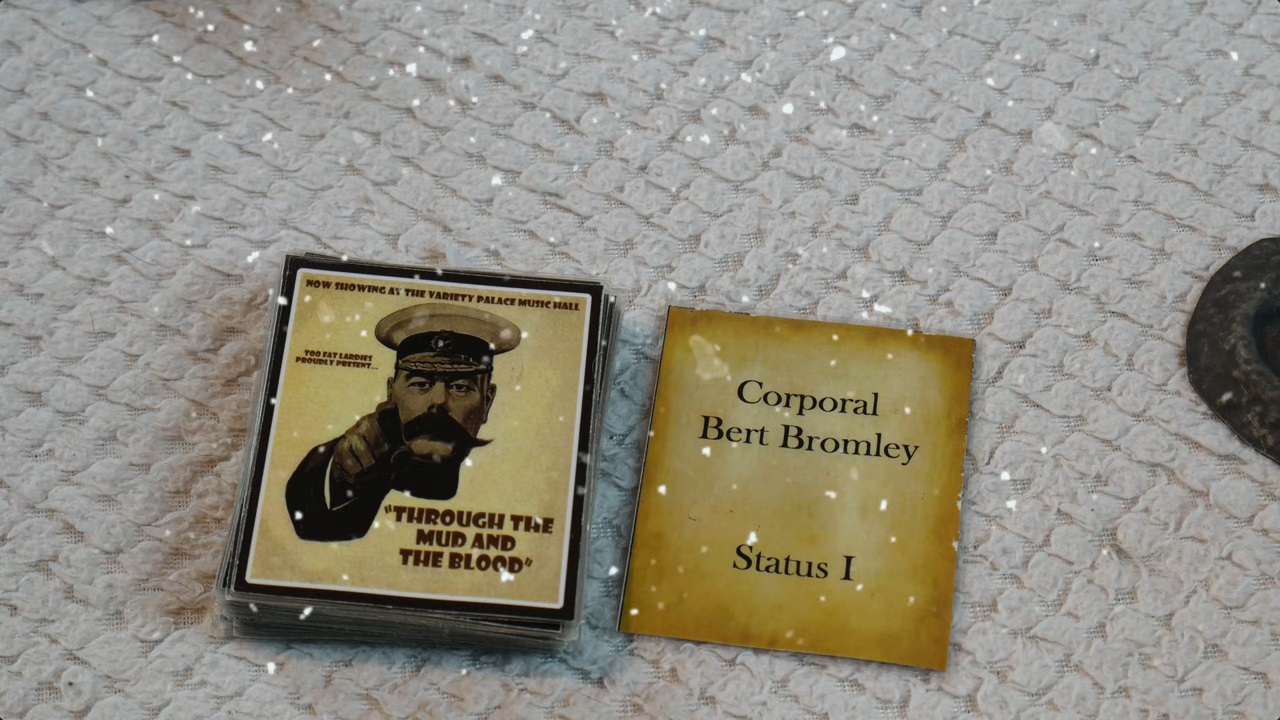 NOW SHOWING AT THE VARIETY PALACE MUSIC HALL
TOO FAT LARDIES
PROUDLY PRESENT...
"THROUGH THE
MUD AND
THE BLOOD"
Corporal
Bert Bromley
Status I